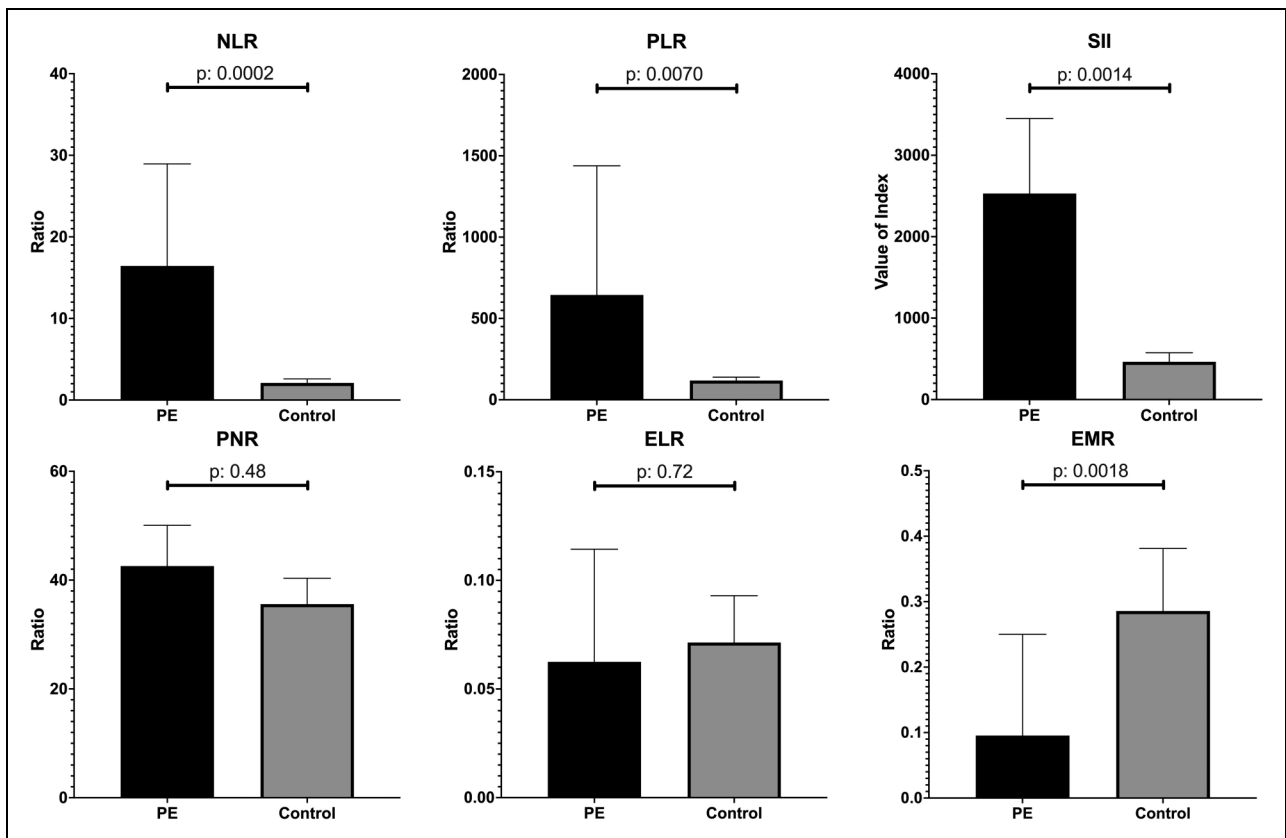 NLR
p: 0.0002
40
30
20
10
0
Ratio
PE
Control
PLR
p: 0.0070
2000
1500
1000
500
0
Ratio
PE
Control
SII
p: 0.0014
4000
3000
2000
1000
0
Value of Index
PE
Control
PNR
p: 0.48
60
40
20
0
Ratio
PE
Control
ELR
p: 0.72
0.15
0.10
0.05
0.00
Ratio
PE
Control
EMR
p: 0.0018
0.5
0.4
0.3
0.2
0.1
0.0
Ratio
PE
Control